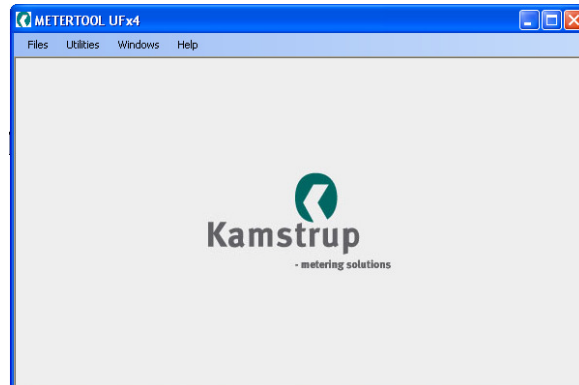 METERTOOL UFx4
Files Utilities Windows Help
Kamstrup
- metering solutions